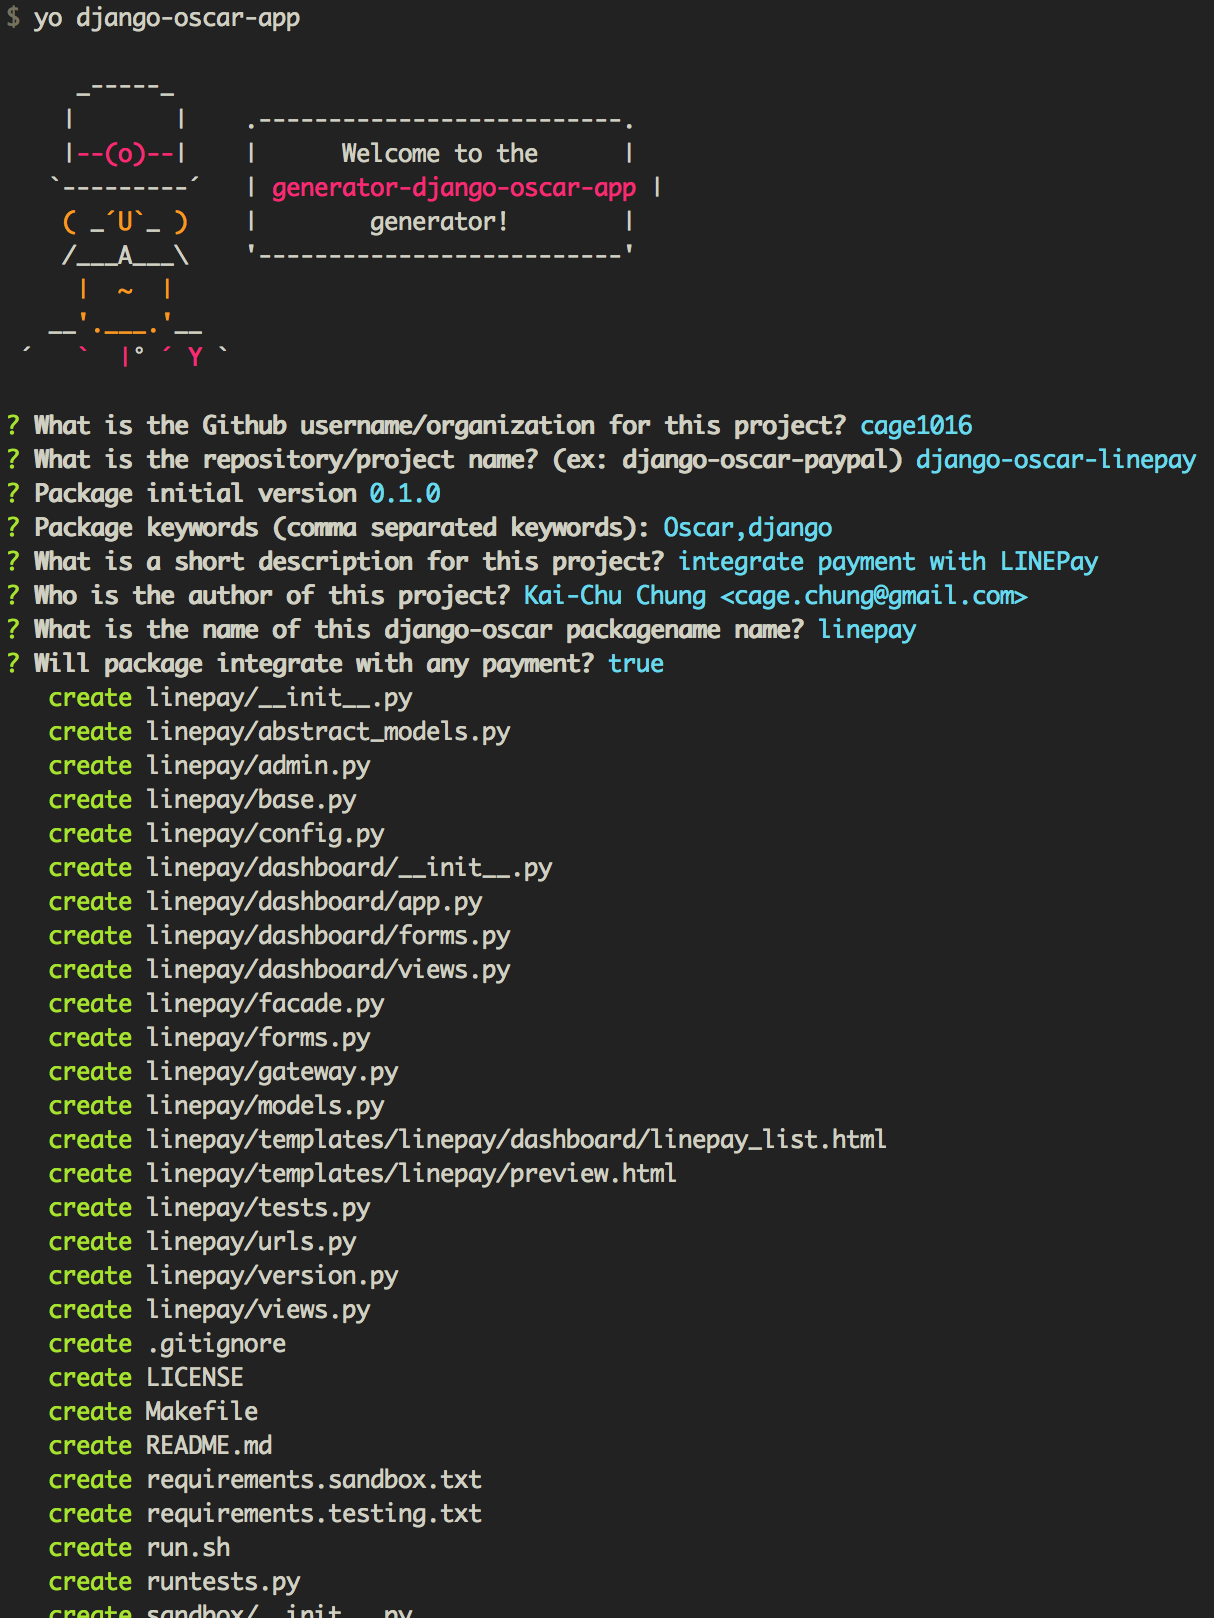 $ yo django-oscar-app
     _-----_
    |       |    .--------------------------.
    |--(o)--|    |      Welcome to the      |
   `---------´   | generator-django-oscar-app |
    ( _´U`_ )    |        generator!        |
    /___A___\    '--------------------------'
     |  ~  |
   __'.___.'__
 ´   `  |° ´ Y `
? What is the Github username/organization for this project? cage1016
? What is the repository/project name? (ex: django-oscar-paypal) django-oscar-linepay
? Package initial version 0.1.0
? Package keywords (comma separated keywords): Oscar,django
? What is a short description for this project? integrate payment with LINEPay
? Who is the author of this project? Kai-Chu Chung <cage.chung@gmail.com>
? What is the name of this django-oscar packagename name? linepay
? Will package integrate with any payment? true
   create linepay/__init__.py
   create linepay/abstract_models.py
   create linepay/admin.py
   create linepay/base.py
   create linepay/config.py
   create linepay/dashboard/__init__.py
   create linepay/dashboard/app.py
   create linepay/dashboard/forms.py
   create linepay/dashboard/views.py
   create linepay/facade.py
   create linepay/forms.py
   create linepay/gateway.py
   create linepay/models.py
   create linepay/templates/linepay/dashboard/linepay_list.html
   create linepay/templates/linepay/preview.html
   create linepay/tests.py
   create linepay/urls.py
   create linepay/version.py
   create linepay/views.py
   create .gitignore
   create LICENSE
   create Makefile
   create README.md
   create requirements.sandbox.txt
   create requirements.testing.txt
   create run.sh
   create runtests.py
   create sandbox/__init__.py